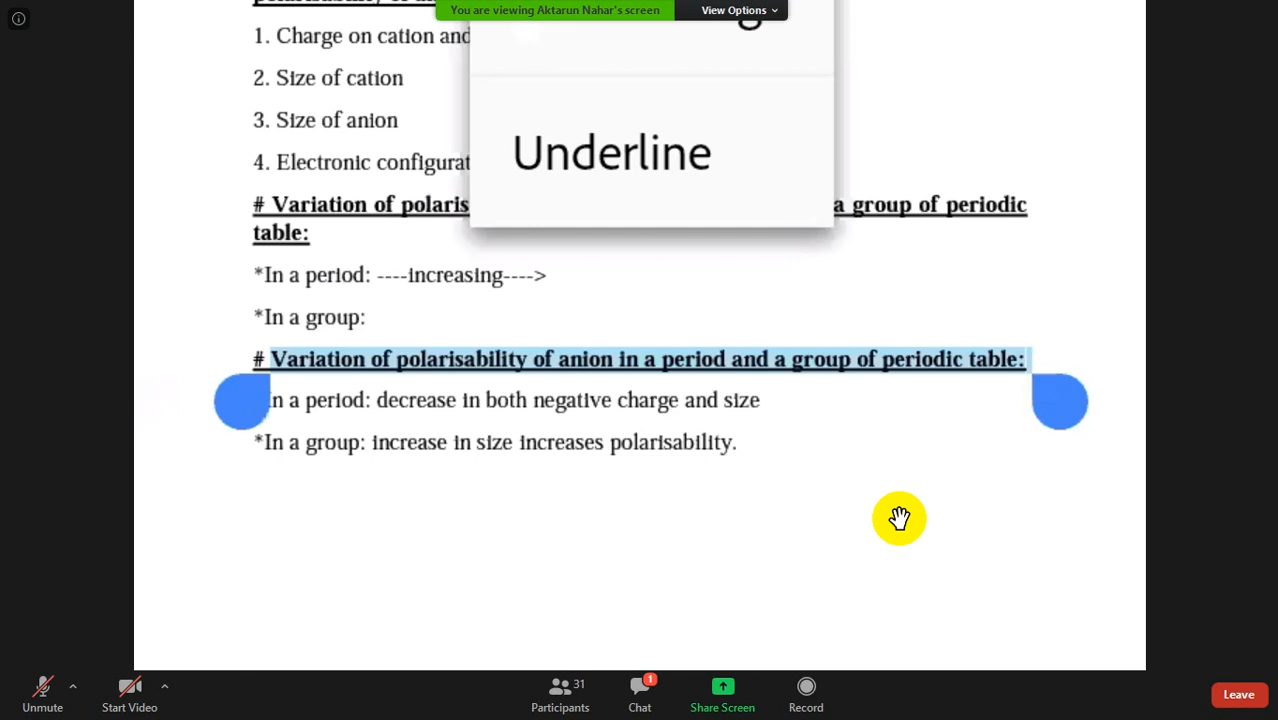 You are viewing Aktarun Nahar's screen View Options
1. Charge on cation and
2. Size of cation
3. Size of anion
4. Electronic configurat
Underline
# Variation of polaris a group of periodic
table:
*In a period: ----increasing---->
*In a group:
# Variation of polarisability of anion in a period and a group of periodic table:
In a period: decrease in both negative charge and size
*In a group: increase in size increases polarisability.
Unmute
Start Video
31
Participants
1
Chat
Share Screen
Record
Leave